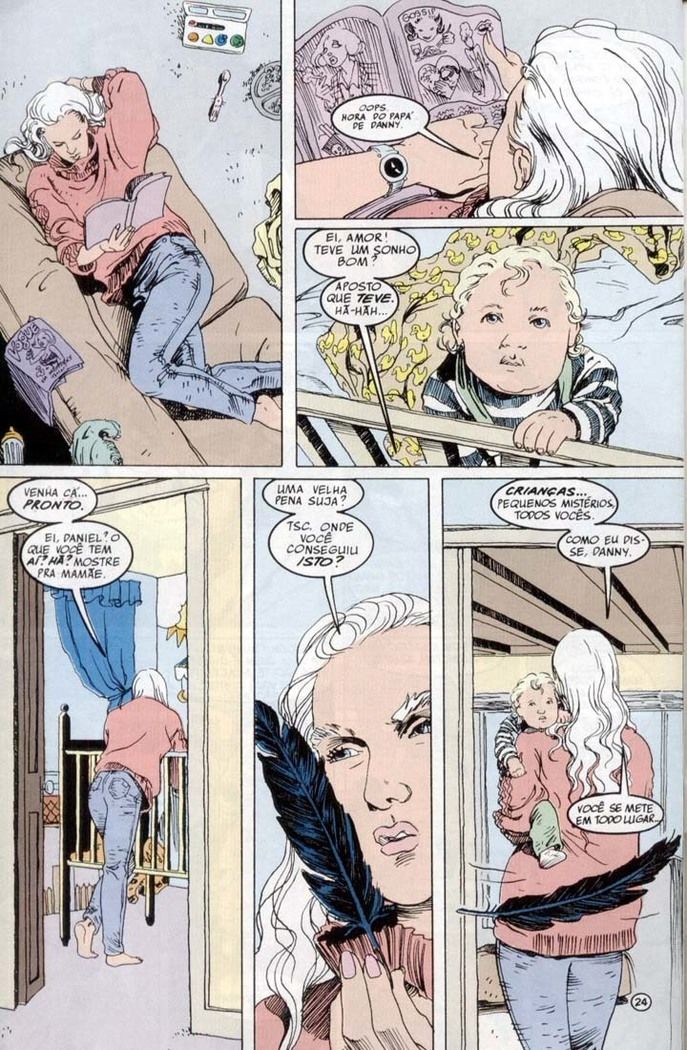 GOSSIP
OOPS.
HORA DO PAPÁ
DE DANNY.
EI, AMOR!
TEVE UM SONHO
BOM?
APOSTO
QUE TEVE.
HÃ-HÃH...
VENHA CÁ...
PRONTO.
EI, DANIEL? O
QUE VOCÊ TEM
AÍ? HÃ? MOSTRE
PRA MAMÃE.
UMA VELHA
PENA SUJA?
TSC. ONDE
VOCÊ
CONSEGUIU
ISTO?
CRIANÇAS...
PEQUENOS MISTÉRIOS,
TODOS VOCÊS.
COMO EU DIS-
SE, DANNY.
VOCÊ SE METE
EM TODO LUGAR...
24